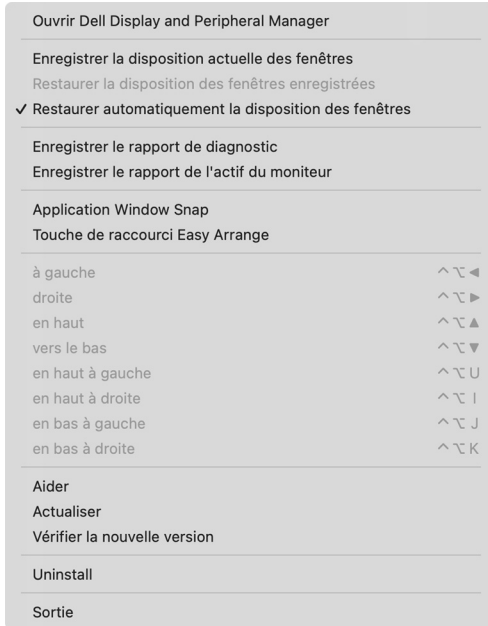 Ouvrir Dell Display and Peripheral Manager
Enregistrer la disposition actuelle des fenêtres
Restaurer la disposition des fenêtres enregistrées
✓ Restaurer automatiquement la disposition des fenêtres
Enregistrer le rapport de diagnostic
Enregistrer le rapport de l'actif du moniteur
Application Window Snap
Touche de raccourci Easy Arrange
à gauche ^⌥◀
droite ^⌥▶
en haut ^⌥▲
vers le bas ^⌥▼
en haut à gauche ^⌥U
en haut à droite ^⌥I
en bas à gauche ^⌥J
en bas à droite ^⌥K
Aider
Actualiser
Vérifier la nouvelle version
Uninstall
Sortie